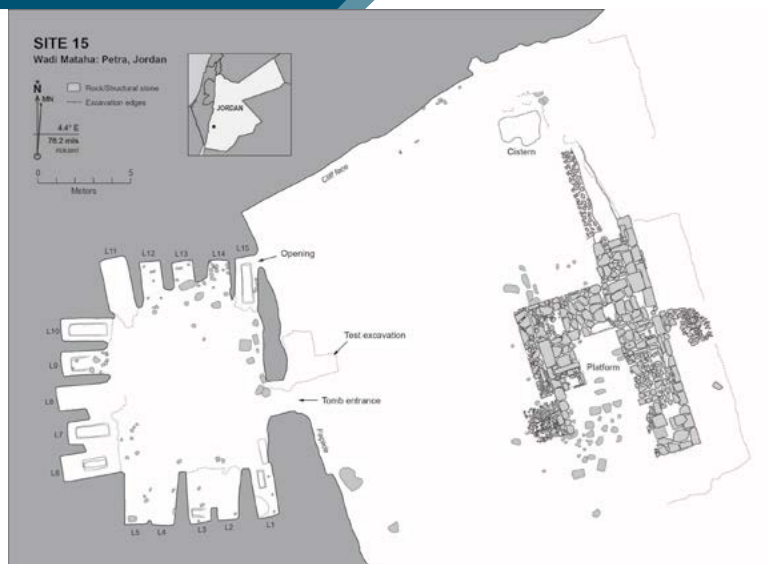 SITE 15
Wadi Mataha: Petra, Jordan
N
MN
Rock/Structural stone
Excavation edges
4.4° E
78.2 mils
0 5
Meters
JORDAN
Cliff face
Cistern
L11
L12
L13
L14
L15
Opening
L10
L9
L8
L7
L6
Test excavation
Tomb entrance
Platform
Façade
L5
L4
L3
L2
L1